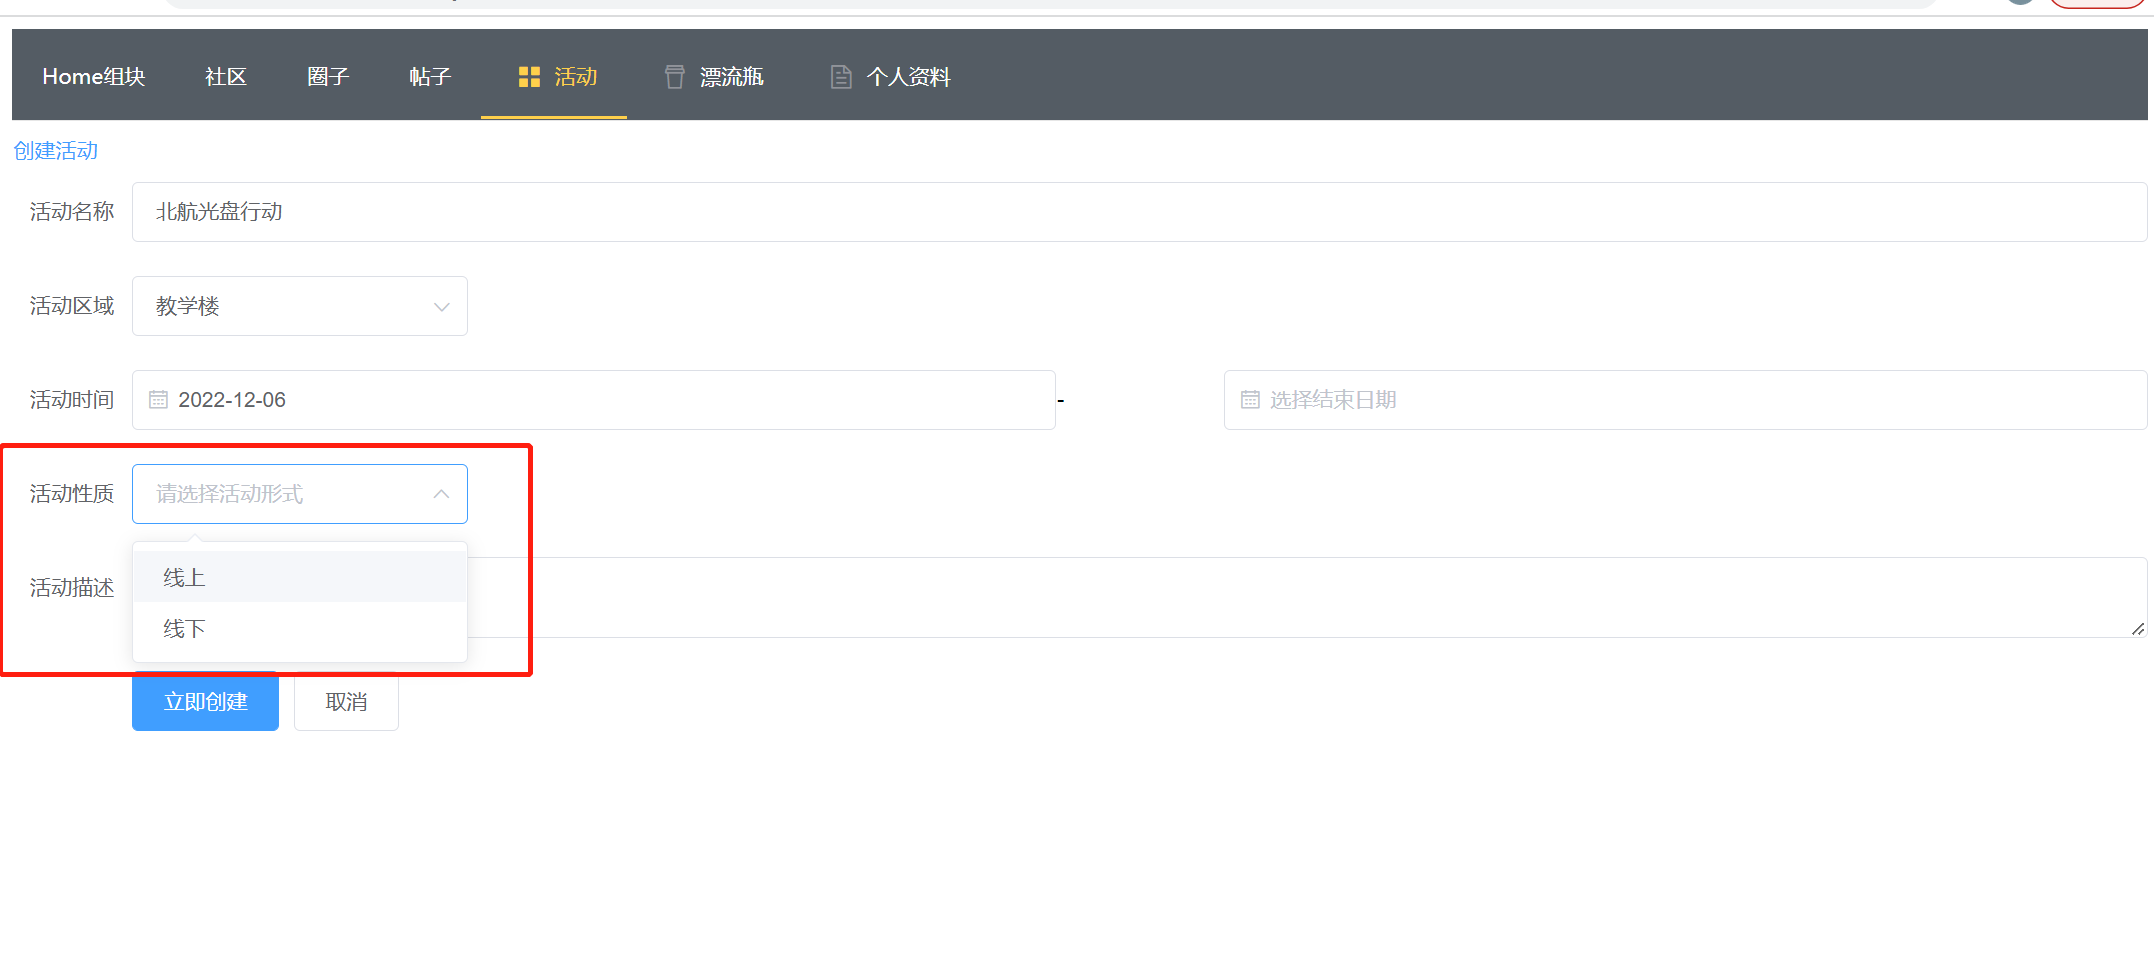 Home组块 社区 圈子 帖子 活动 漂流瓶 个人资料
创建活动
活动名称 北航光盘行动
活动区域 教学楼
活动时间 2022-12-06 - 选择结束日期
活动性质 请选择活动形式
线上
活动描述
线下
立即创建 取消